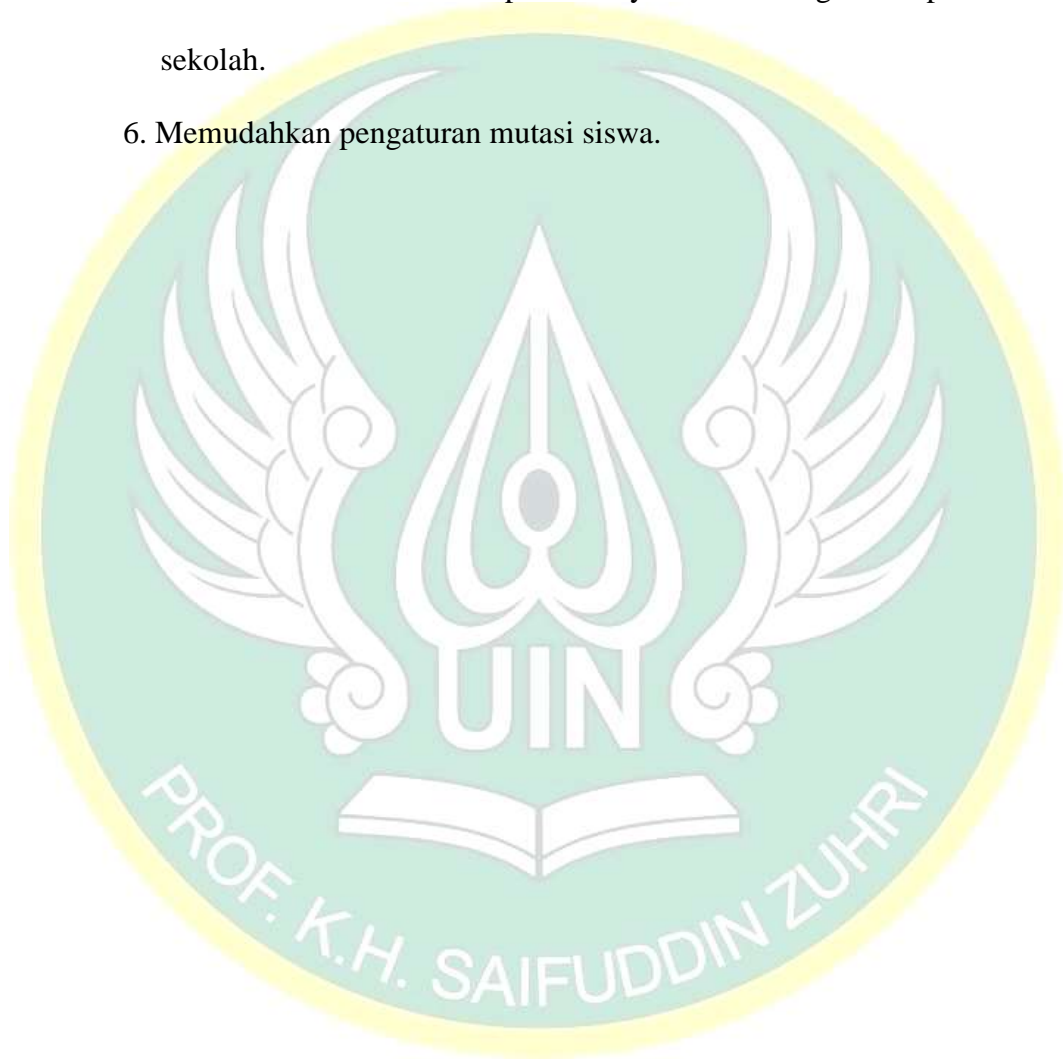 sekolah.
6. Memudahkan pengaturan mutasi siswa.
UIN
PROF. K.H. SAIFUDDIN ZUHRI